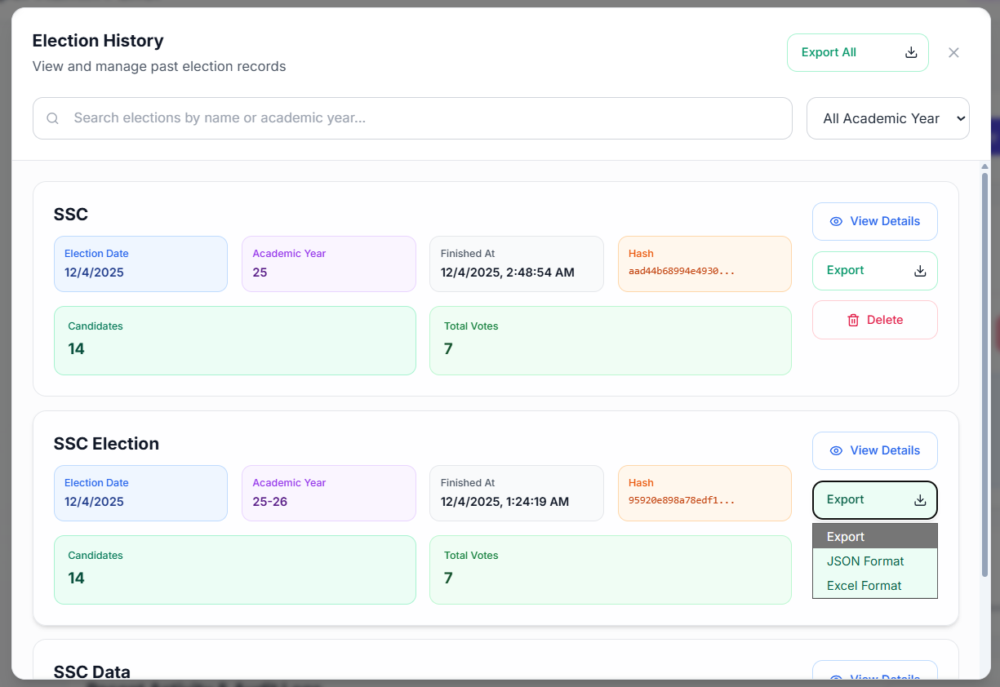 Election History
View and manage past election records
Export All
Search elections by name or academic year...
All Academic Year
SSC
View Details
Election Date
12/4/2025
Academic Year
25
Finished At
12/4/2025, 2:48:54 AM
Hash
aad44b68994e4930...
Export
Delete
Candidates
14
Total Votes
7
SSC Election
View Details
Election Date
12/4/2025
Academic Year
25-26
Finished At
12/4/2025, 1:24:19 AM
Hash
95920e898a78edf1...
Export
Export
JSON Format
Excel Format
Candidates
14
Total Votes
7
SSC Data
View Details